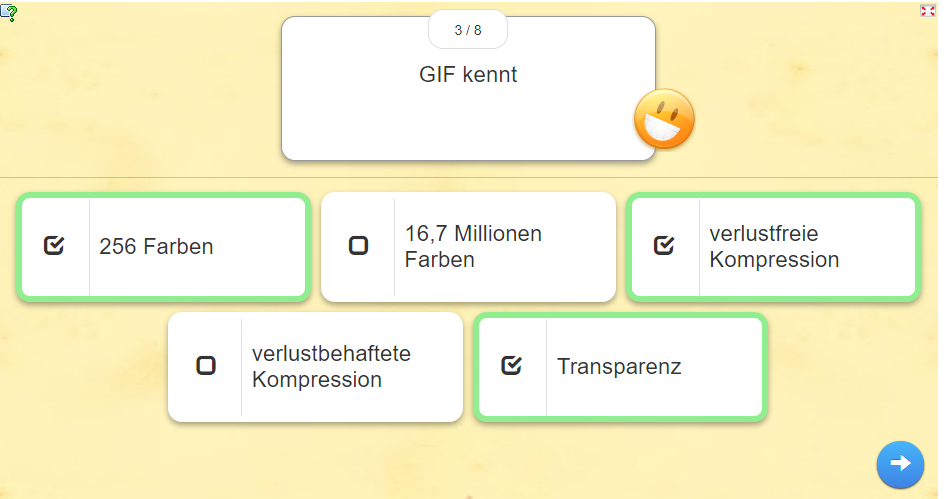 3 / 8
GIF kennt
256 Farben
16,7 Millionen
Farben
verlustfreie
Kompression
verlustbehaftete
Kompression
Transparenz